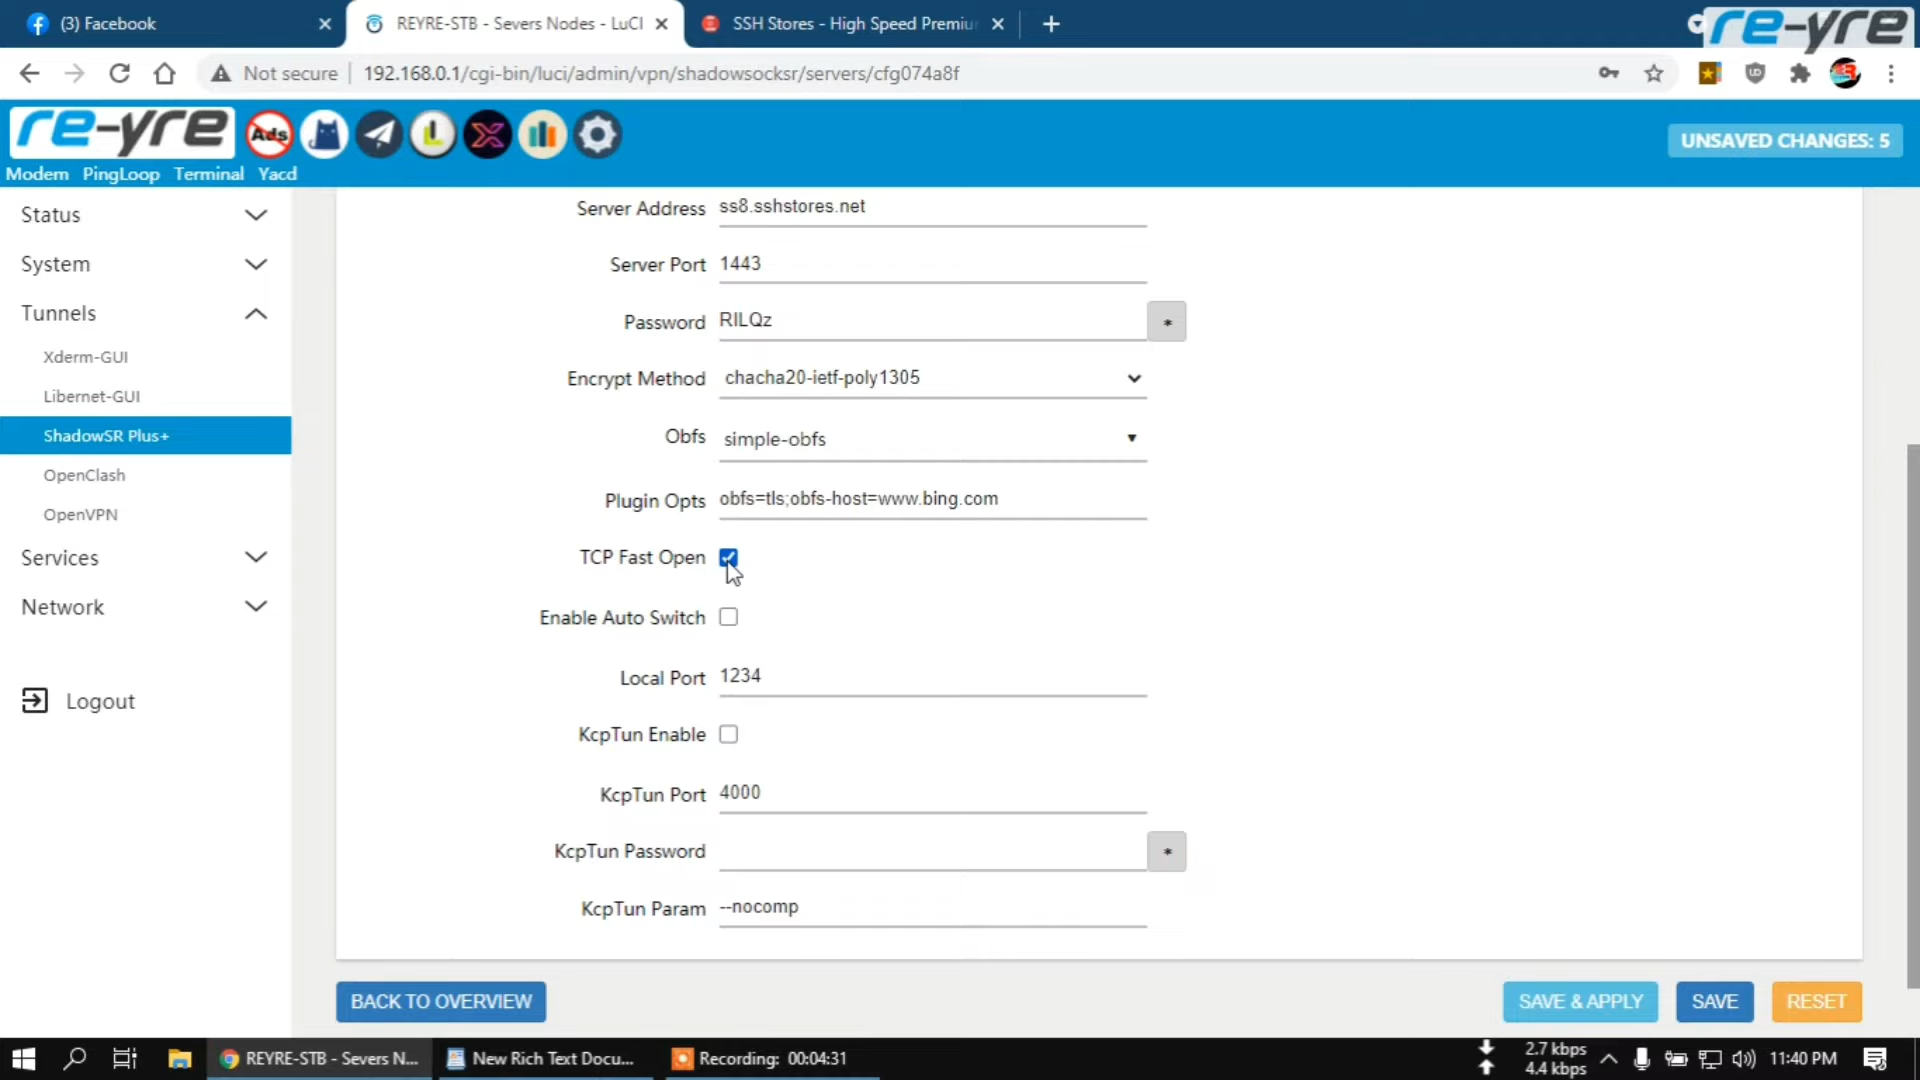 (3) Facebook
REYRE-STB - Severs Nodes - LuCI
SSH Stores - High Speed Premiu
re-yre
Not secure
192.168.0.1/cgi-bin/luci/admin/vpn/shadowsocksr/servers/cfg074a8f
re-yre
Ads
UNSAVED CHANGES: 5
Modem PingLoop Terminal Yacd
Status
System
Tunnels
Xderm-GUI
Libernet-GUI
ShadowSR Plus+
OpenClash
OpenVPN
Services
Network
Logout
Server Address ss8.sshstores.net
Server Port 1443
Password RILQz *
Encrypt Method chacha20-ietf-poly1305
Obfs simple-obfs
Plugin Opts obfs=tls;obfs-host=www.bing.com
TCP Fast Open
Enable Auto Switch
Local Port 1234
KcpTun Enable
KcpTun Port 4000
KcpTun Password *
KcpTun Param --nocomp
BACK TO OVERVIEW
SAVE & APPLY
SAVE
RESET
REYRE-STB - Severs N...
New Rich Text Docu...
Recording: 00:04:31
2.7 kbps
4.4 kbps
11:40 PM